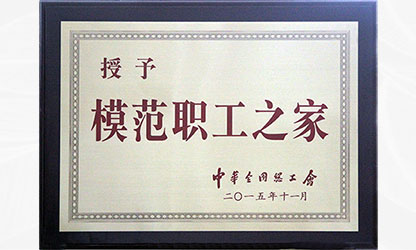 授予
模范职工之家
中华全国总工会
二〇一五年十一月